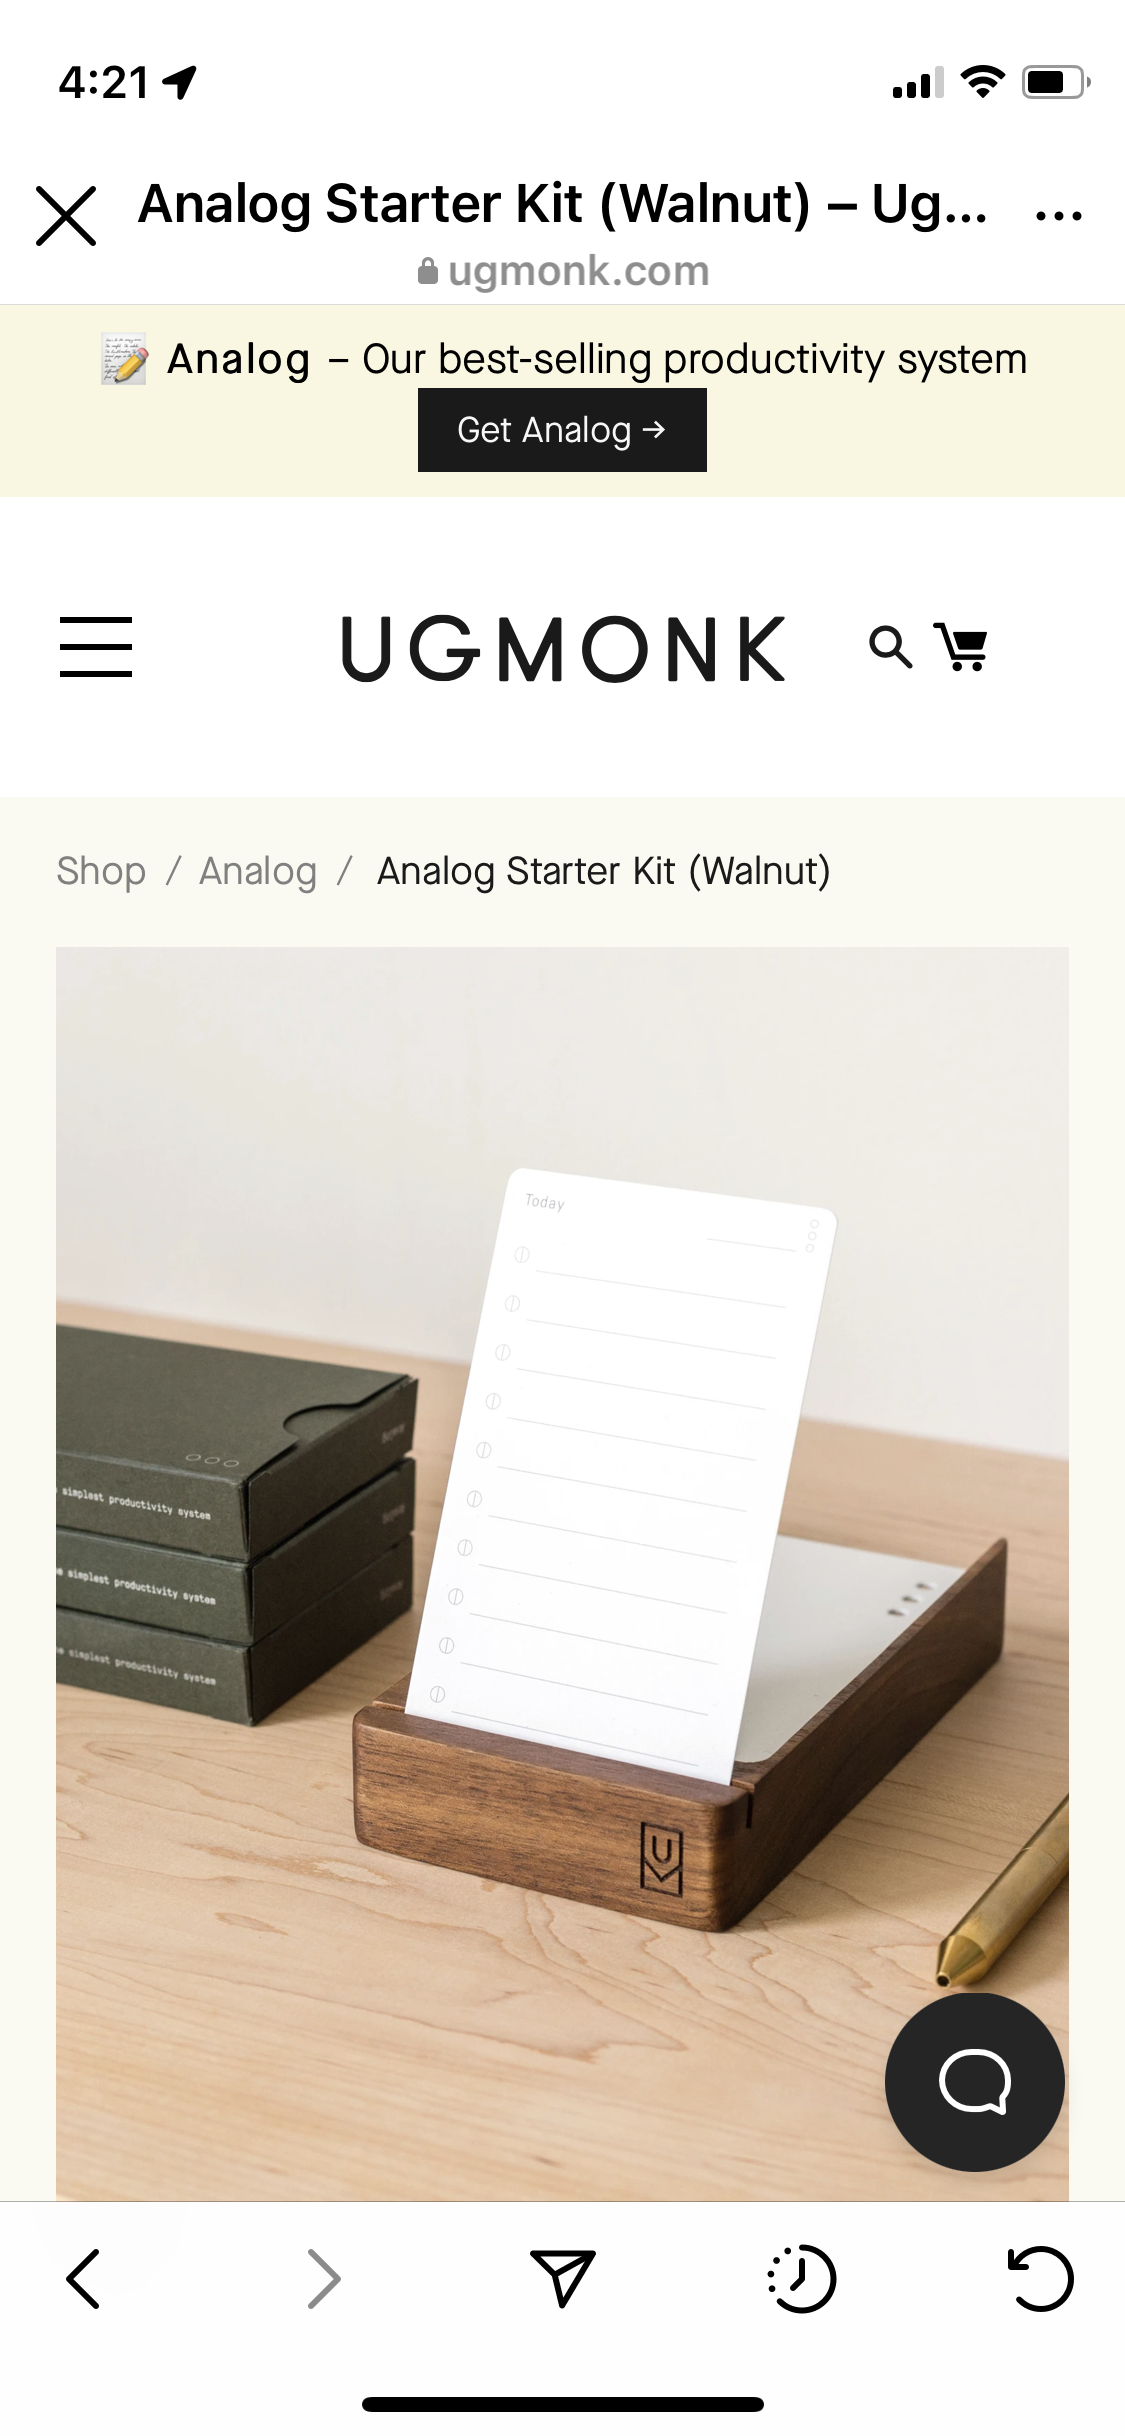 4:21
Analog Starter Kit (Walnut) – Ug...
ugmonk.com
Analog – Our best-selling productivity system
Get Analog →
UGMONK
Shop / Analog / Analog Starter Kit (Walnut)
Today
simplest productivity system
simplest productivity system
simplest productivity system